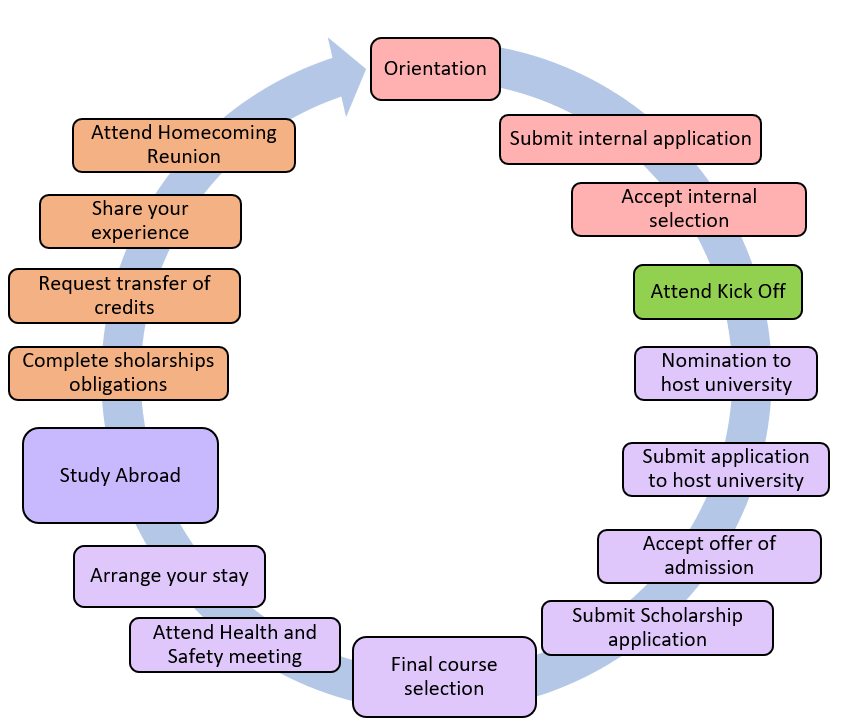 Orientation
Submit internal application
Accept internal
selection
Attend Kick Off
Nomination to
host university
Submit application
to host university
Accept offer of
admission
Submit Scholarship
application
Final course
selection
Attend Health and
Safety meeting
Arrange your stay
Study Abroad
Complete sholarships
obligations
Request transfer of
credits
Share your
experience
Attend Homecoming
Reunion